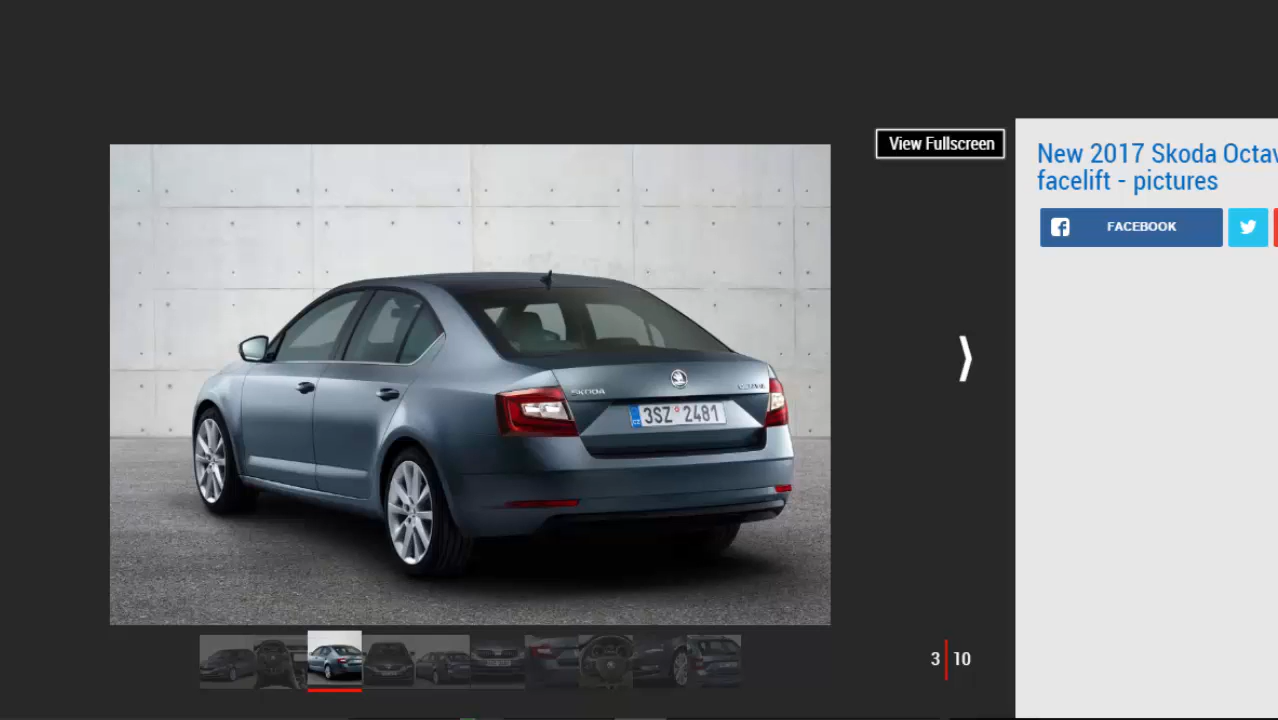 View Fullscreen
New 2017 Skoda Octav
facelift - pictures
FACEBOOK
SKODA
3SZ 2481
3 10